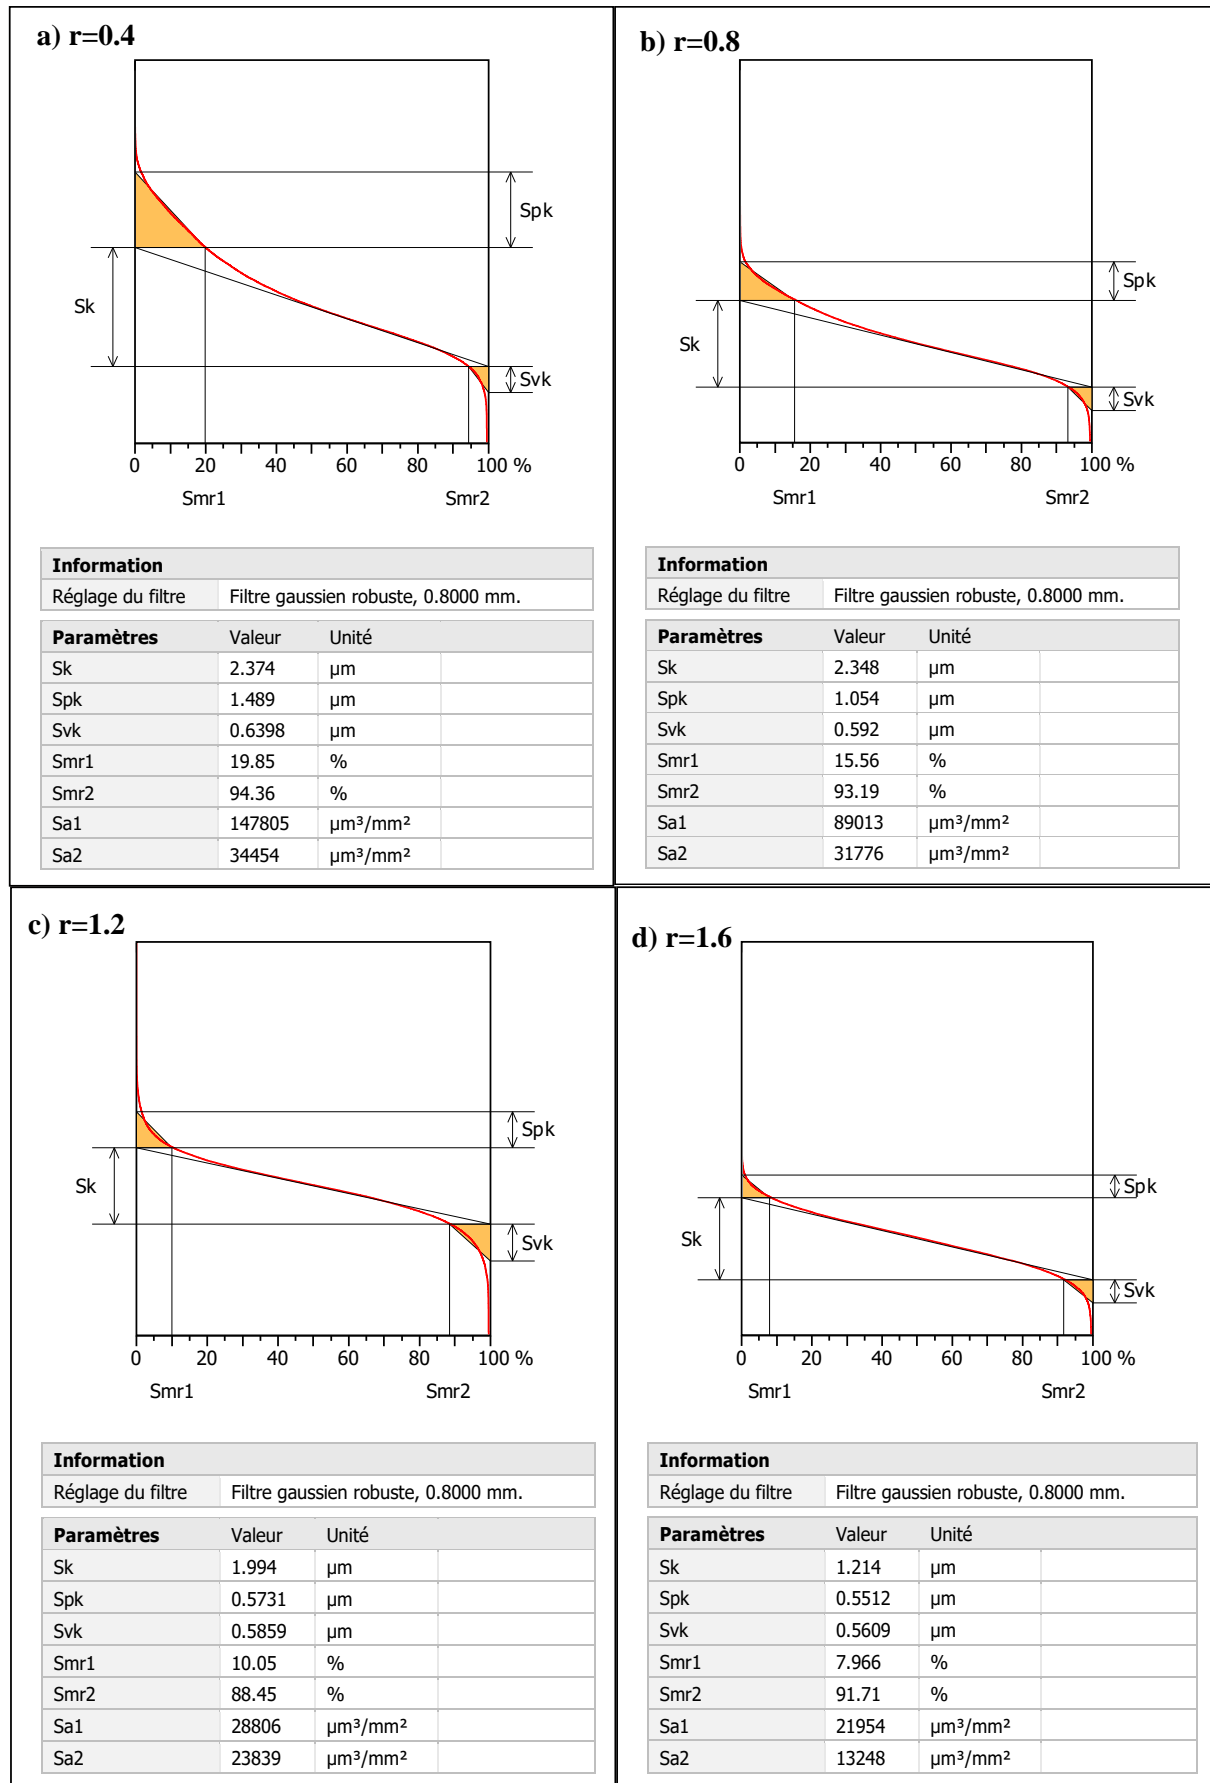 a) r=0.4
Spk
Sk
Svk
0 20 40 60 80 100 %
Smr1 Smr2
Information
Réglage du filtre Filtre gaussien robuste, 0.8000 mm.
Paramètres Valeur Unité
Sk 2.374 µm
Spk 1.489 µm
Svk 0.6398 µm
Smr1 19.85 %
Smr2 94.36 %
Sa1 147805 µm³/mm²
Sa2 34454 µm³/mm²
b) r=0.8
Spk
Sk
Svk
0 20 40 60 80 100 %
Smr1 Smr2
Information
Réglage du filtre Filtre gaussien robuste, 0.8000 mm.
Paramètres Valeur Unité
Sk 2.348 µm
Spk 1.054 µm
Svk 0.592 µm
Smr1 15.56 %
Smr2 93.19 %
Sa1 89013 µm³/mm²
Sa2 31776 µm³/mm²
c) r=1.2
Spk
Sk
Svk
0 20 40 60 80 100 %
Smr1 Smr2
Information
Réglage du filtre Filtre gaussien robuste, 0.8000 mm.
Paramètres Valeur Unité
Sk 1.994 µm
Spk 0.5731 µm
Svk 0.5859 µm
Smr1 10.05 %
Smr2 88.45 %
Sa1 28806 µm³/mm²
Sa2 23839 µm³/mm²
d) r=1.6
Spk
Sk
Svk
0 20 40 60 80 100 %
Smr1 Smr2
Information
Réglage du filtre Filtre gaussien robuste, 0.8000 mm.
Paramètres Valeur Unité
Sk 1.214 µm
Spk 0.5512 µm
Svk 0.5609 µm
Smr1 7.966 %
Smr2 91.71 %
Sa1 21954 µm³/mm²
Sa2 13248 µm³/mm²